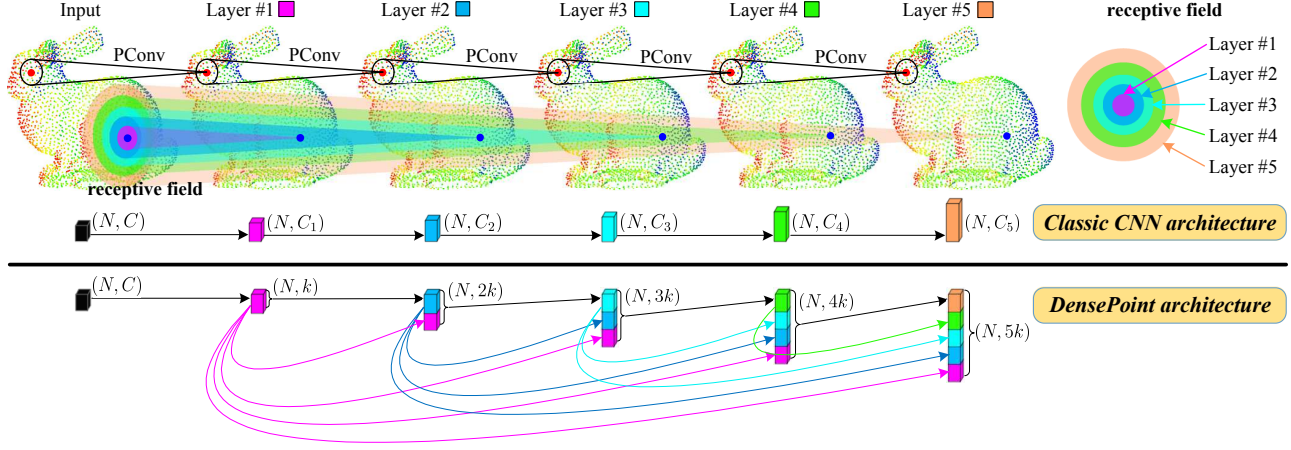 Input Layer #1 Layer #2 Layer #3 Layer #4 Layer #5 receptive field
PConv PConv PConv PConv PConv
Layer #1
Layer #2
Layer #3
Layer #4
Layer #5
receptive field
(N, C) (N, C₁) (N, C₂) (N, C₃) (N, C₄) (N, C₅) Classic CNN architecture
(N, C) (N, k) (N, 2k) (N, 3k) (N, 4k) (N, 5k) DensePoint architecture